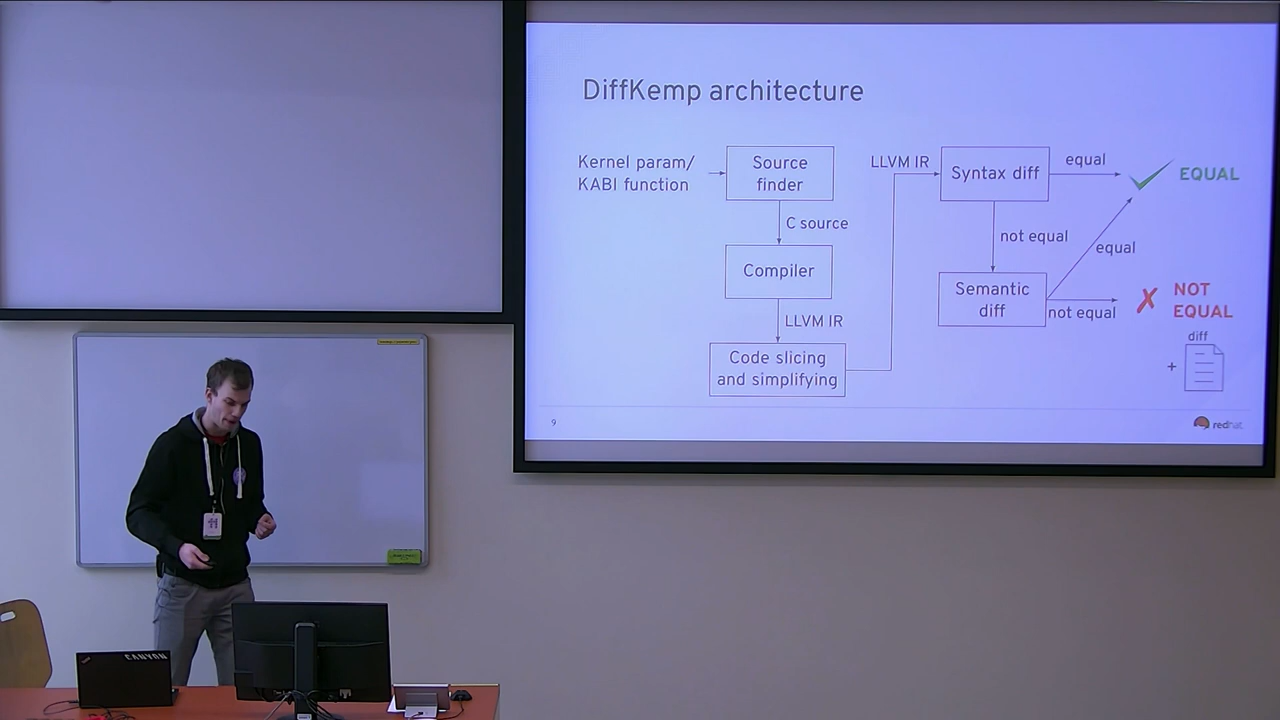 DiffKemp architecture
Kernel param/
KABI function
Source
finder
C source
Compiler
LLVM IR
Code slicing
and simplifying
LLVM IR
Syntax diff
equal
EQUAL
not equal
equal
Semantic
diff
not equal
NOT
EQUAL
diff
+
9
redhat
CANYON